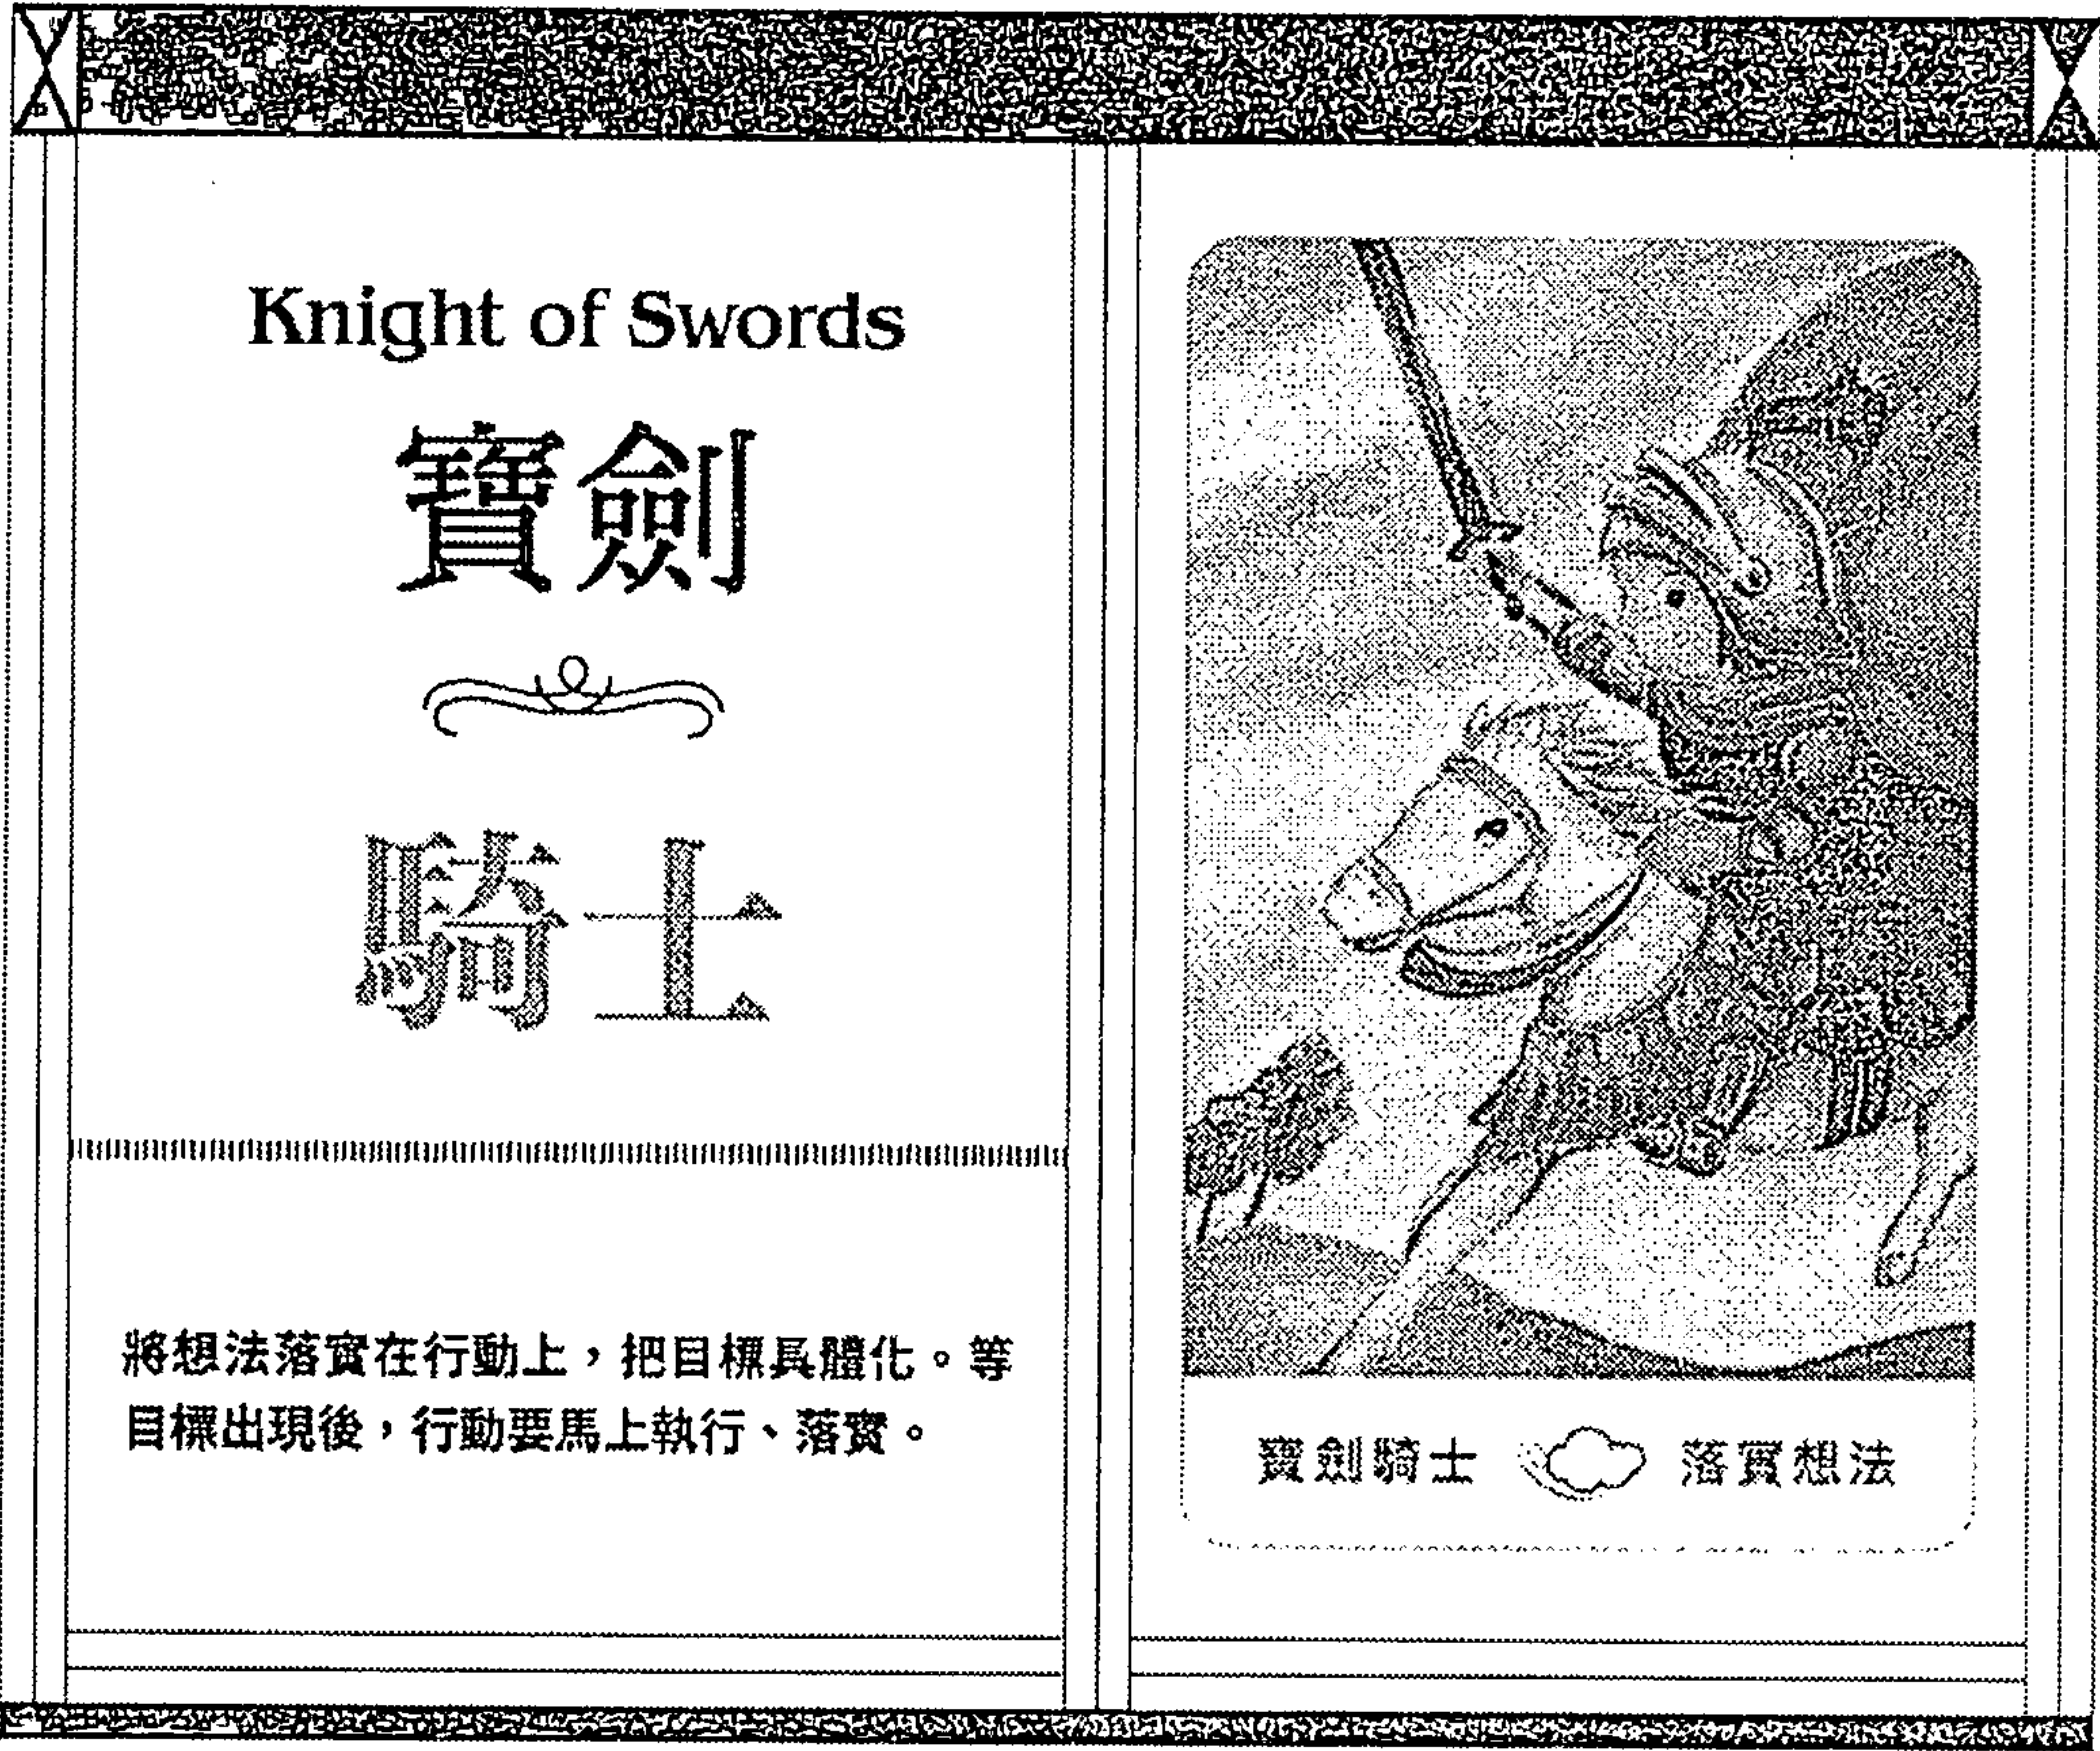 Knight of Swords
寶劍
騎士
將想法落實在行動上，把目標具體化。等
目標出現後，行動要馬上執行、落實。
寶劍騎士 落實想法